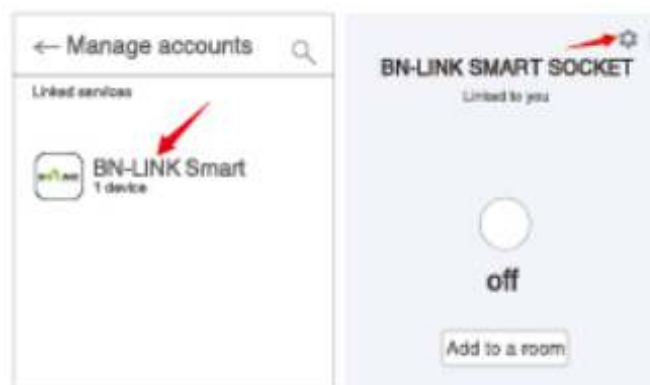 ← Manage accounts
Linked services
BN-LINK Smart
1 device
BN-LINK SMART SOCKET
Linked to you
off
Add to a room